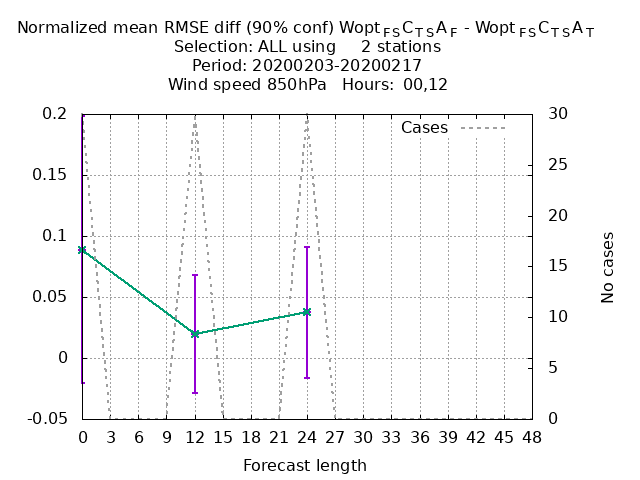 Normalized mean RMSE diff (90% conf) Wopt FS C T S A F - Wopt FS C T S A T
Selection: ALL using 2 stations
Period: 20200203-20200217
Wind speed 850hPa Hours: 00,12
0.2
0.15
0.1
0.05
0
-0.05
Cases
30
25
20
15
10
5
0
No cases
0 3 6 9 12 15 18 21 24 27 30 33 36 39 42 45 48
Forecast length